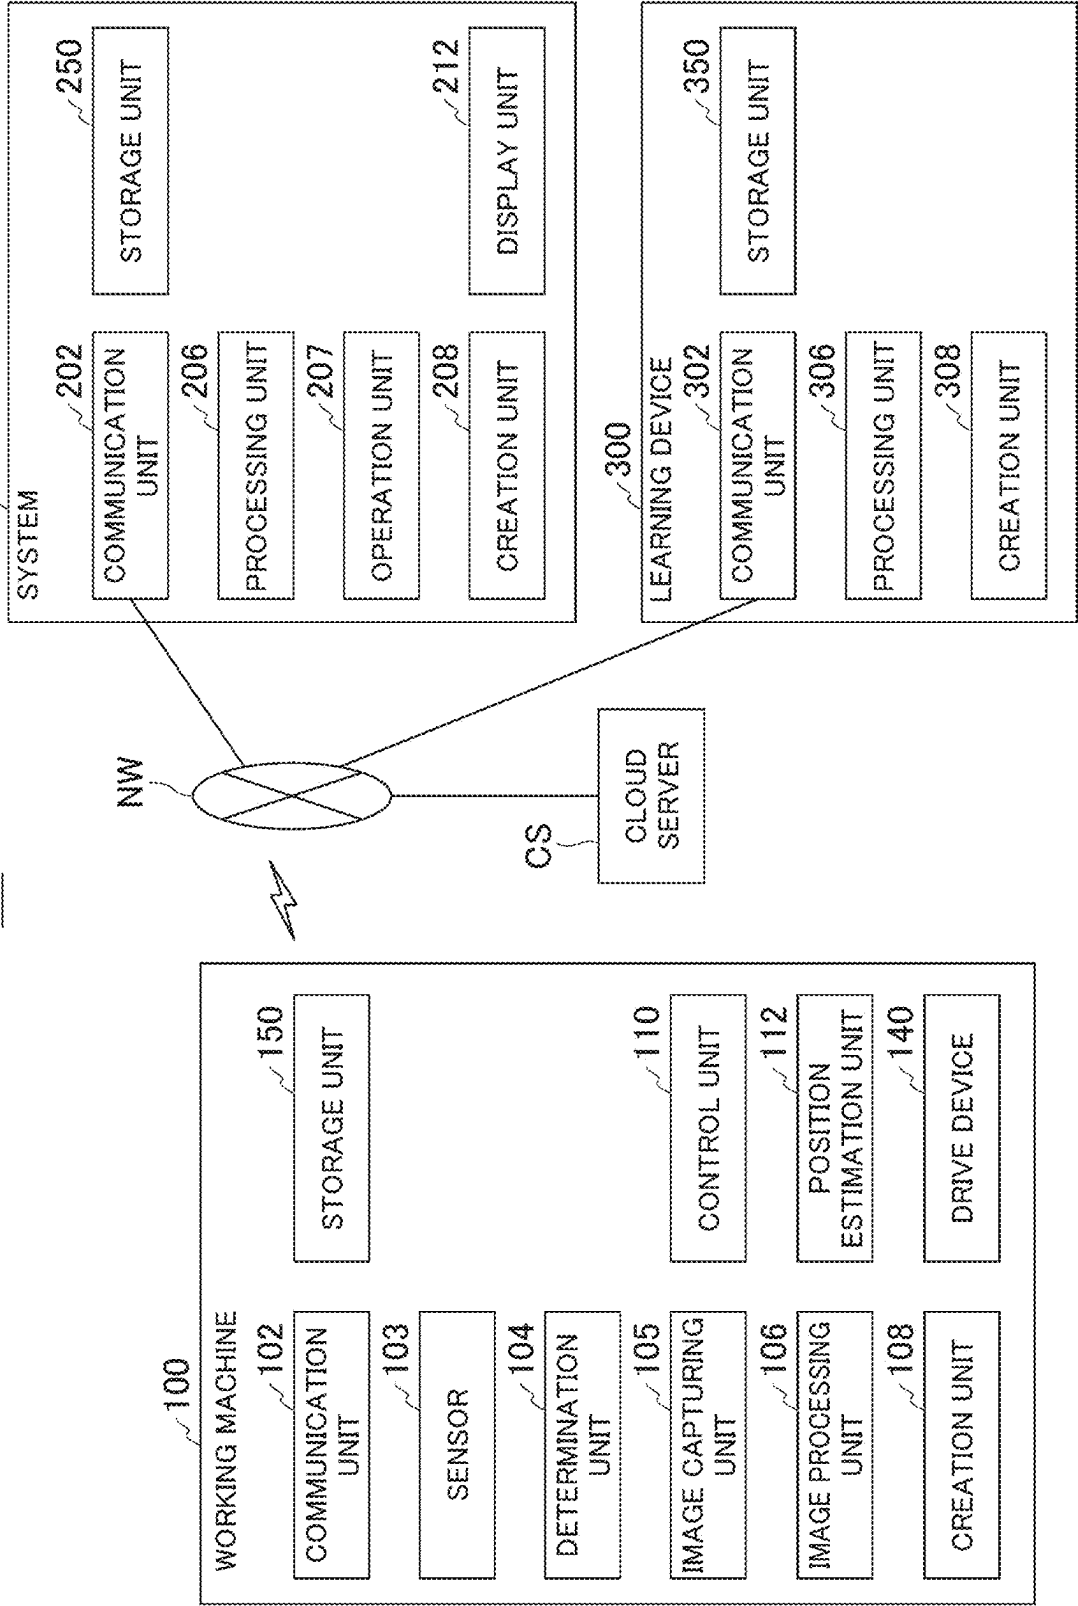 100
WORKING MACHINE
102
COMMUNICATION
UNIT
103
SENSOR
104
DETERMINATION
UNIT
105
IMAGE CAPTURING
UNIT
106
IMAGE PROCESSING
UNIT
108
CREATION UNIT
150
STORAGE UNIT
110
CONTROL UNIT
112
POSITION
ESTIMATION UNIT
140
DRIVE DEVICE
NW
CS
CLOUD
SERVER
SYSTEM
202
COMMUNICATION
UNIT
206
PROCESSING UNIT
207
OPERATION UNIT
208
CREATION UNIT
250
STORAGE UNIT
212
DISPLAY UNIT
300
LEARNING DEVICE
302
COMMUNICATION
UNIT
306
PROCESSING UNIT
308
CREATION UNIT
350
STORAGE UNIT